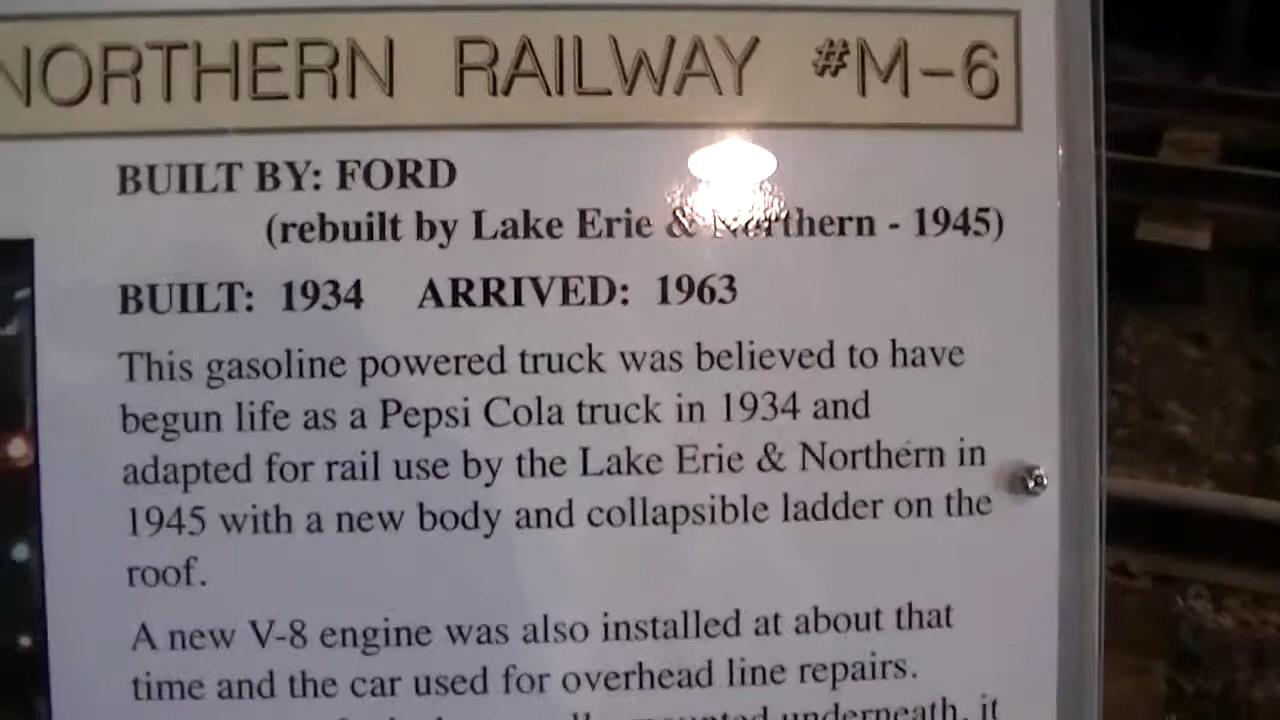 NORTHERN RAILWAY #M-6
BUILT BY: FORD
(rebuilt by Lake Erie & Northern - 1945)
BUILT: 1934 ARRIVED: 1963
This gasoline powered truck was believed to have
begun life as a Pepsi Cola truck in 1934 and
adapted for rail use by the Lake Erie & Northern in
1945 with a new body and collapsible ladder on the
roof.
A new V-8 engine was also installed at about that
time and the car used for overhead line repairs.
mounted underneath, it